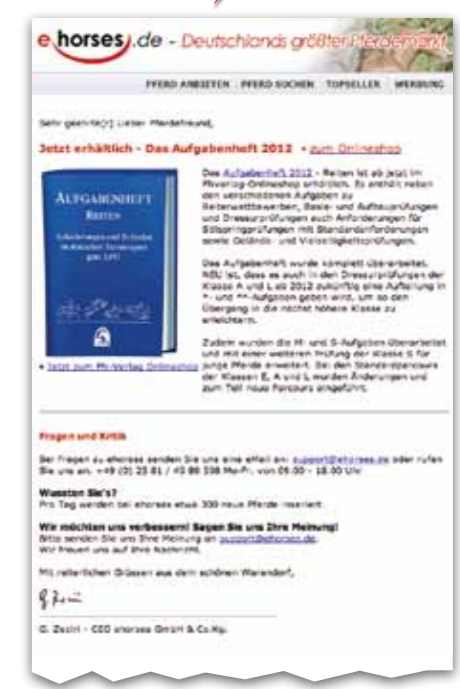 ehorses.de - Deutschlands größter Pferdemarkt
PFERD ANBIETEN PFERD SUCHEN TOPSELLER WERBUNG
Sehr geehrte(r) Lieber Pferdefreund,
Jetzt erhältlich - Das Aufgabenheft 2012 • zum Onlineshop
AUFGABENHEFT
REITEN
Das Aufgabenheft 2012 - Reiten ist ab jetzt im
FNverlag-Onlineshop erhältlich. Es enthält neben
den verschiedenen Aufgaben zu
Reiterwettbewerben, Basis- und Aufbauprüfungen
und Dressurprüfungen auch Anforderungen für
Stilspringprüfungen mit Standardanforderungen
sowie Gelände- und Vielseitigkeitsprüfungen.
Das Aufgabenheft wurde komplett überarbeitet.
NEU ist, dass es auch in den Dressurprüfungen der
Klasse A und L ab 2012 zukünftig eine Aufteilung in
*- und **-Aufgaben geben wird, um so den
Übergang in die nächst höhere Klasse zu
erleichtern.
Zudem wurden die M- und S-Aufgaben überarbeitet
und mit einer weiteren Prüfung der Klasse S für
junge Pferde erweitert. Bei den Standardparcours
der Klassen E, A und L wurden Änderungen und
zum Teil neue Parcours eingeführt.
• Jetzt zum FN-Verlag Onlineshop
Fragen und Kritik
Bei Fragen zu ehorses senden Sie uns eine eMail an: support@ehorses.de oder rufen
Sie uns an. +49 (0) 25 81 / Mo-Fr. von 09.00 - 18.00 Uhr
Wussten Sie's?
Pro Tag werden bei ehorses etwa 300 neue Pferde inseriert.
Wir möchten uns verbessern! Sagen Sie uns Ihre Meinung!
Bitte senden Sie uns Ihre Meinung an support@ehorses.de.
Wir freuen uns auf Ihre Nachricht.
Mit reiterlichen Grüssen aus dem schönen Warendorf,
G. Zechl - CEO ehorses GmbH & Co.Kg.